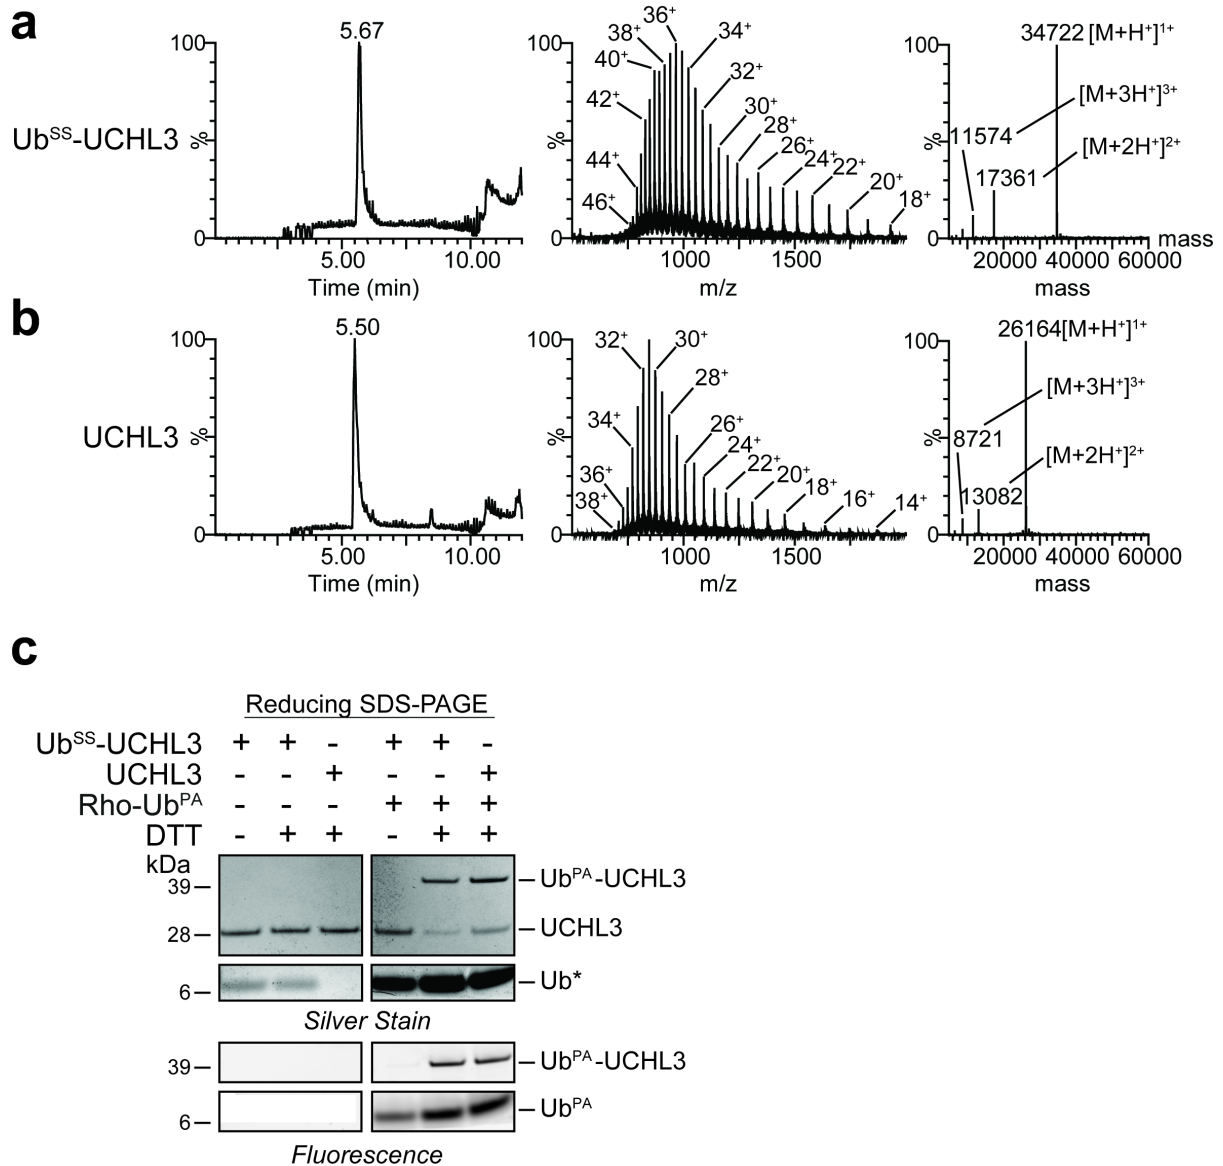 a
Ub^SS-UCHL3
100
%
0
5.67
5.00 10.00
Time (min)
100
%
0
36+
38+ 34+
40+
32+
42+
30+
28+
44+ 26+ 24+ 22+
46+ 20+ 18+
1000 1500
m/z
100
%
0
34722 [M+H+]1+
[M+3H+]3+
11574
[M+2H+]2+
17361
mass
20000 40000 60000
mass
b
UCHL3
100
%
0
5.50
5.00 10.00
Time (min)
100
%
0
32+ 30+
28+
34+ 26+
24+
36+ 22+ 20+
38+ 18+ 16+ 14+
1000 1500
m/z
100
%
0
26164[M+H+]1+
[M+3H+]3+
8721
[M+2H+]2+
13082
20000 40000 60000
mass
c
Reducing SDS-PAGE
Ub^SS-UCHL3 + + - + + -
UCHL3 - - + - - +
Rho-Ub^PA - - - + + +
DTT - + + - + +
kDa
39 Ub^PA-UCHL3
28 UCHL3
6 Ub*
Silver Stain
39 Ub^PA-UCHL3
6 Ub^PA
Fluorescence